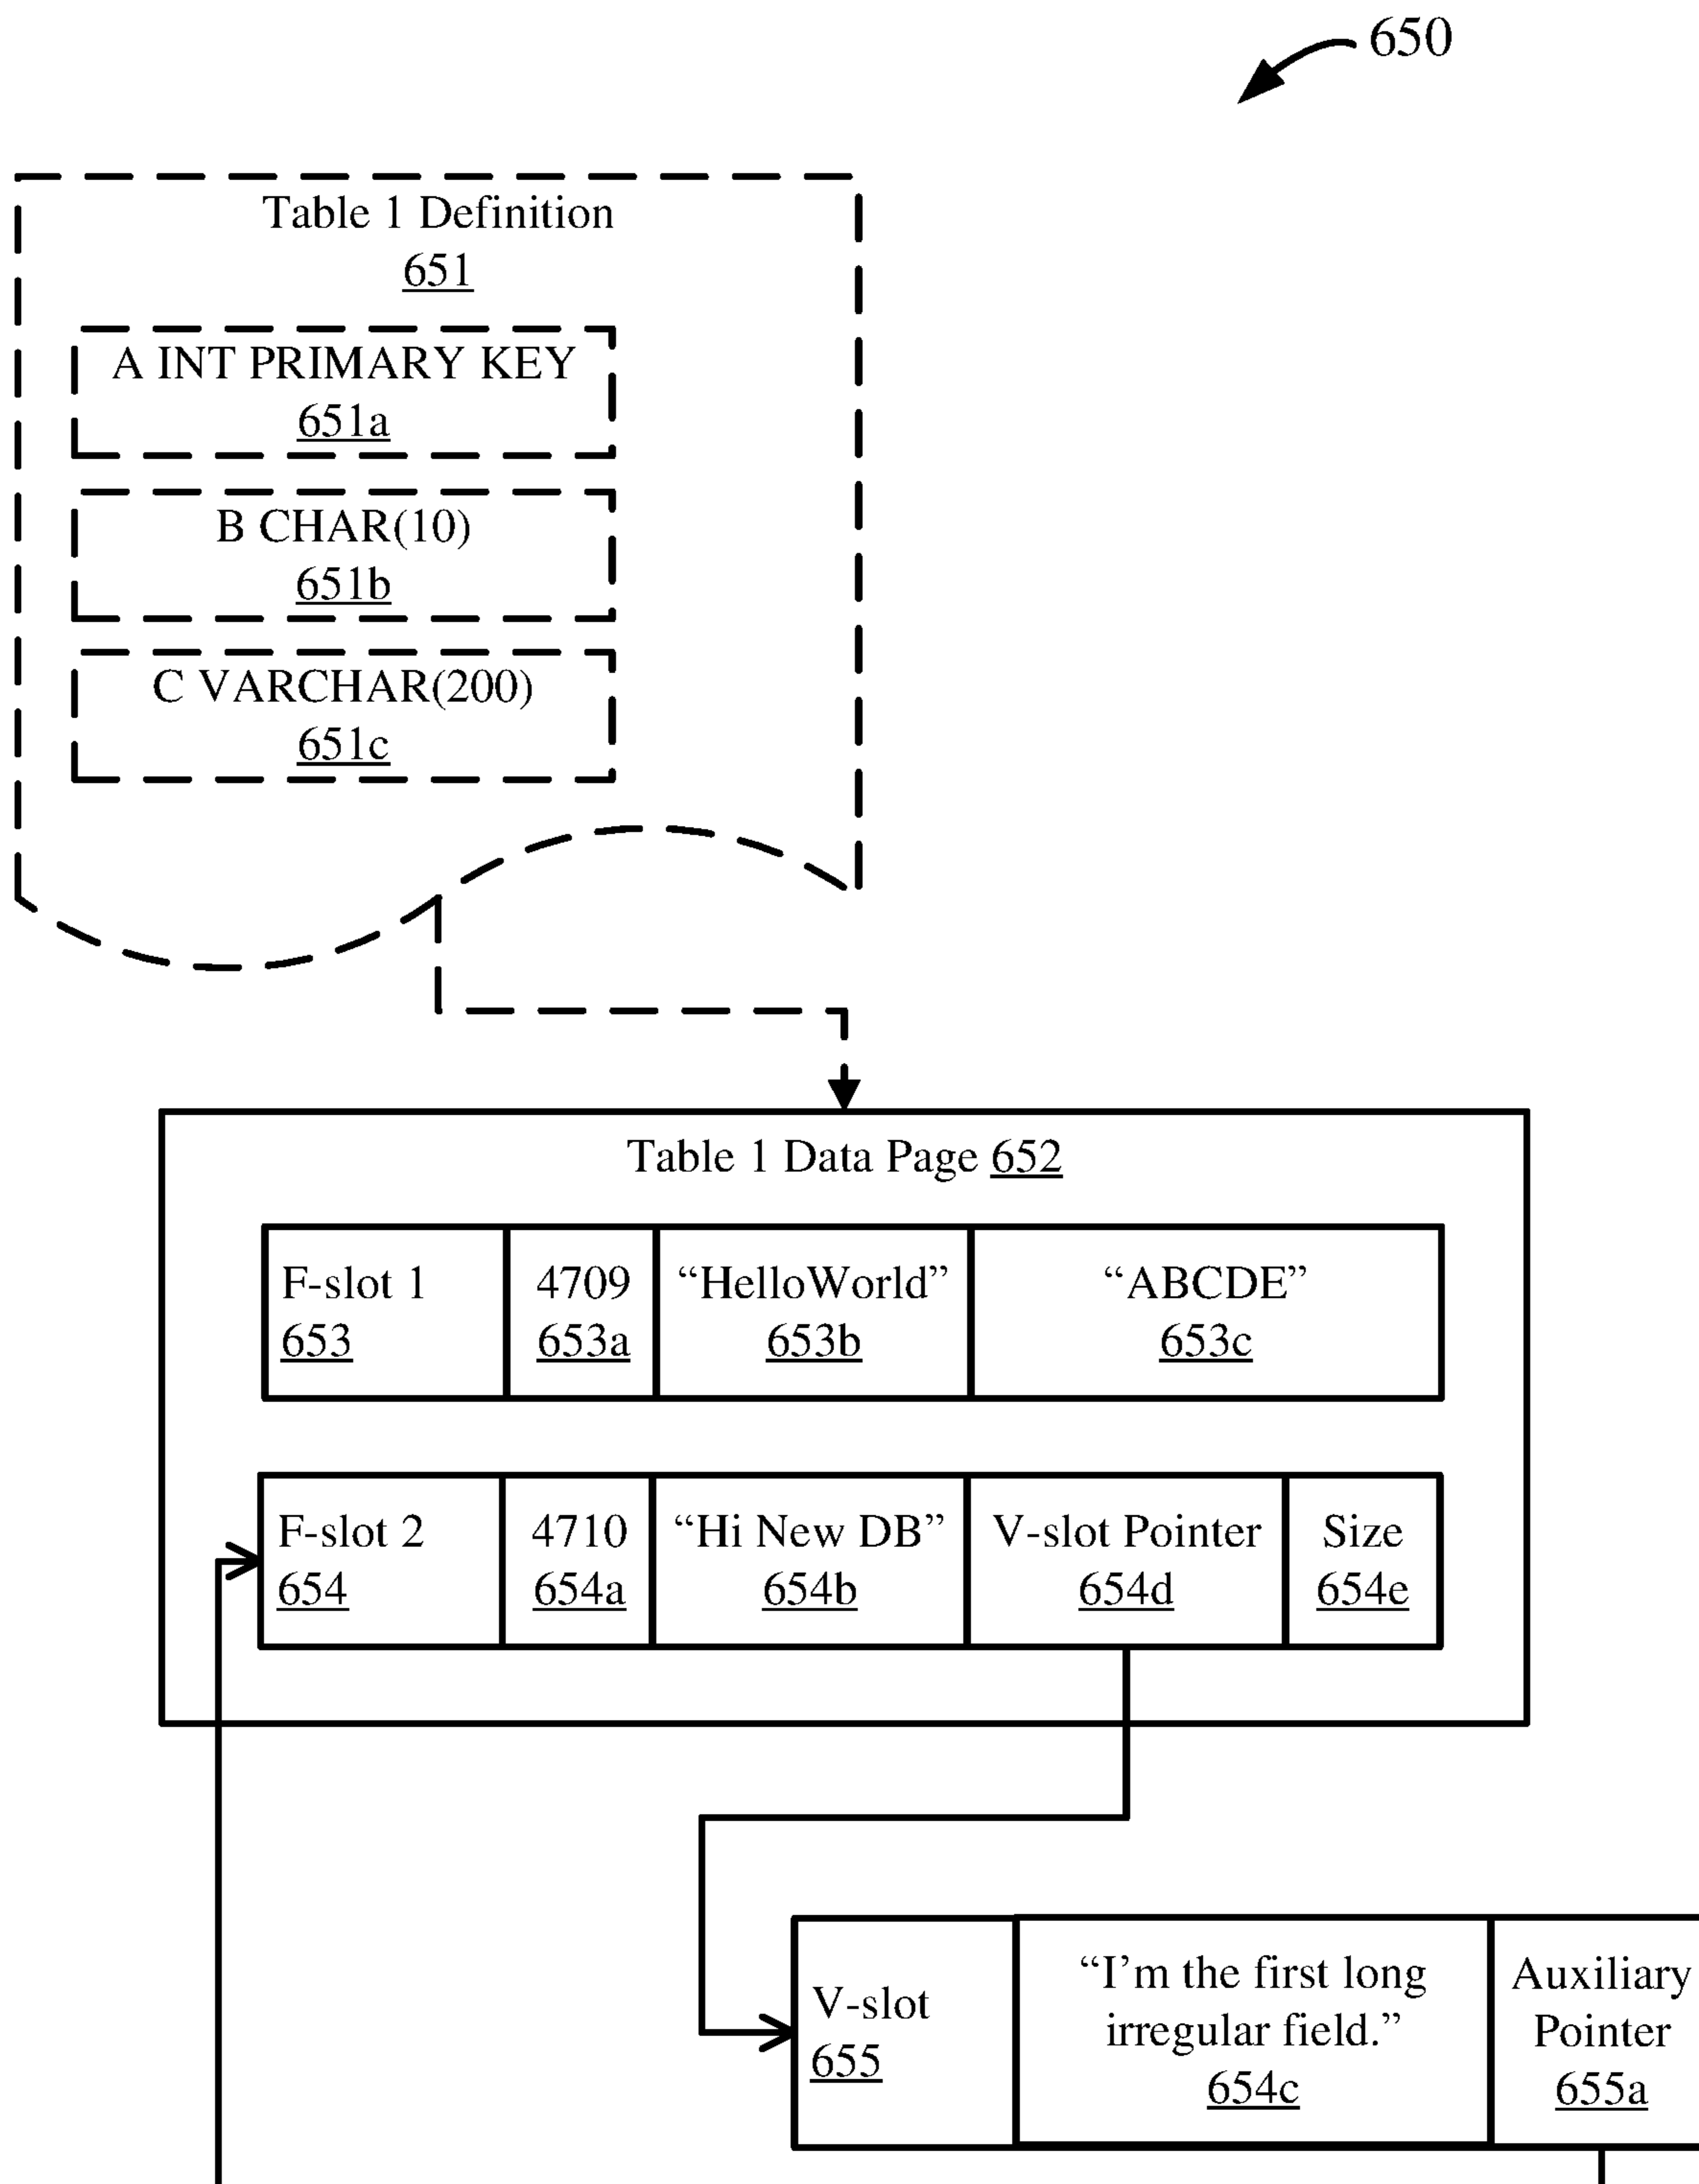 650
Table 1 Definition
651
A INT PRIMARY KEY
651a
B CHAR(10)
651b
C VARCHAR(200)
651c
Table 1 Data Page 652
F-slot 1
653
4709
653a
“HelloWorld”
653b
“ABCDE”
653c
F-slot 2
654
4710
654a
“Hi New DB”
654b
V-slot Pointer
654d
Size
654e
V-slot
655
“I’m the first long
irregular field.”
654c
Auxiliary
Pointer
655a